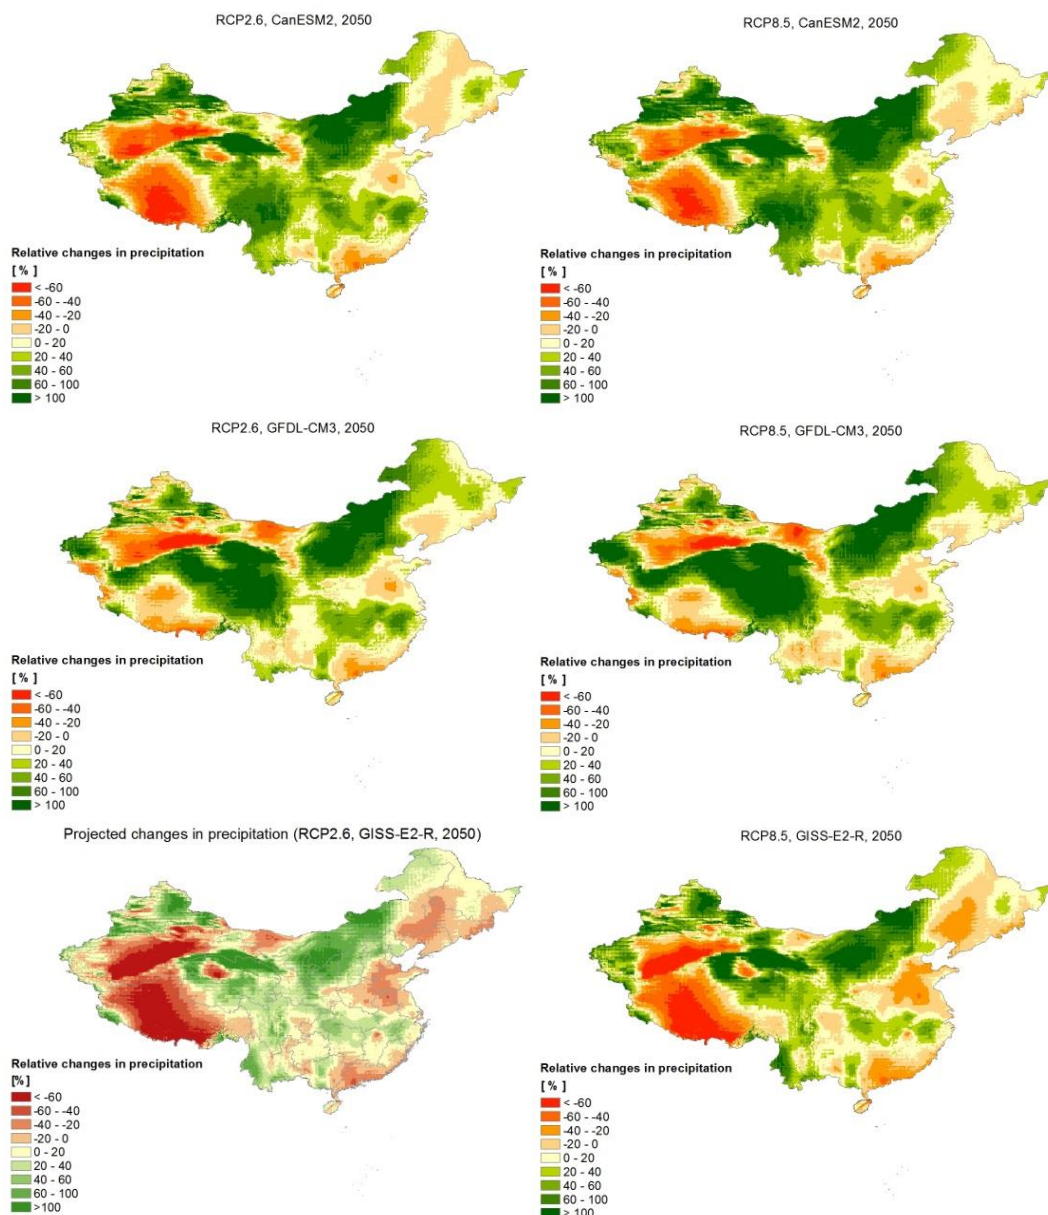 RCP2.6, CanESM2, 2050
RCP8.5, CanESM2, 2050
Relative changes in precipitation
[ % ]
< -60
-60 - -40
-40 - -20
-20 - 0
0 - 20
20 - 40
40 - 60
60 - 100
> 100
Relative changes in precipitation
[ % ]
< -60
-60 - -40
-40 - -20
-20 - 0
0 - 20
20 - 40
40 - 60
60 - 100
> 100
RCP2.6, GFDL-CM3, 2050
RCP8.5, GFDL-CM3, 2050
Relative changes in precipitation
[ % ]
< -60
-60 - -40
-40 - -20
-20 - 0
0 - 20
20 - 40
40 - 60
60 - 100
> 100
Relative changes in precipitation
[ % ]
< -60
-60 - -40
-40 - -20
-20 - 0
0 - 20
20 - 40
40 - 60
60 - 100
> 100
Projected changes in precipitation (RCP2.6, GISS-E2-R, 2050)
RCP8.5, GISS-E2-R, 2050
Relative changes in precipitation
[%]
< -60
-60 - -40
-40 - -20
-20 - 0
0 - 20
20 - 40
40 - 60
60 - 100
>100
Relative changes in precipitation
[ % ]
< -60
-60 - -40
-40 - -20
-20 - 0
0 - 20
20 - 40
40 - 60
60 - 100
> 100